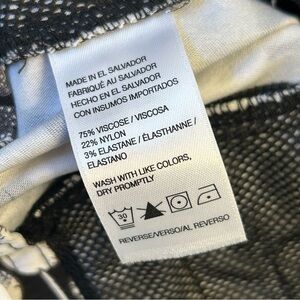 MADE IN EL SALVADOR
FABRIQUÉ AU SALVADOR
HECHO EN EL SALVADOR
CON INSUMOS IMPORTADOS
75% VISCOSE / VISCOSA
22% NYLON
3% ELASTANE / ÉLASTHANNE /
ELASTANO
WASH WITH LIKE COLORS,
DRY PROMPTLY
30
REVERSE/VERSO/AL REVERSO